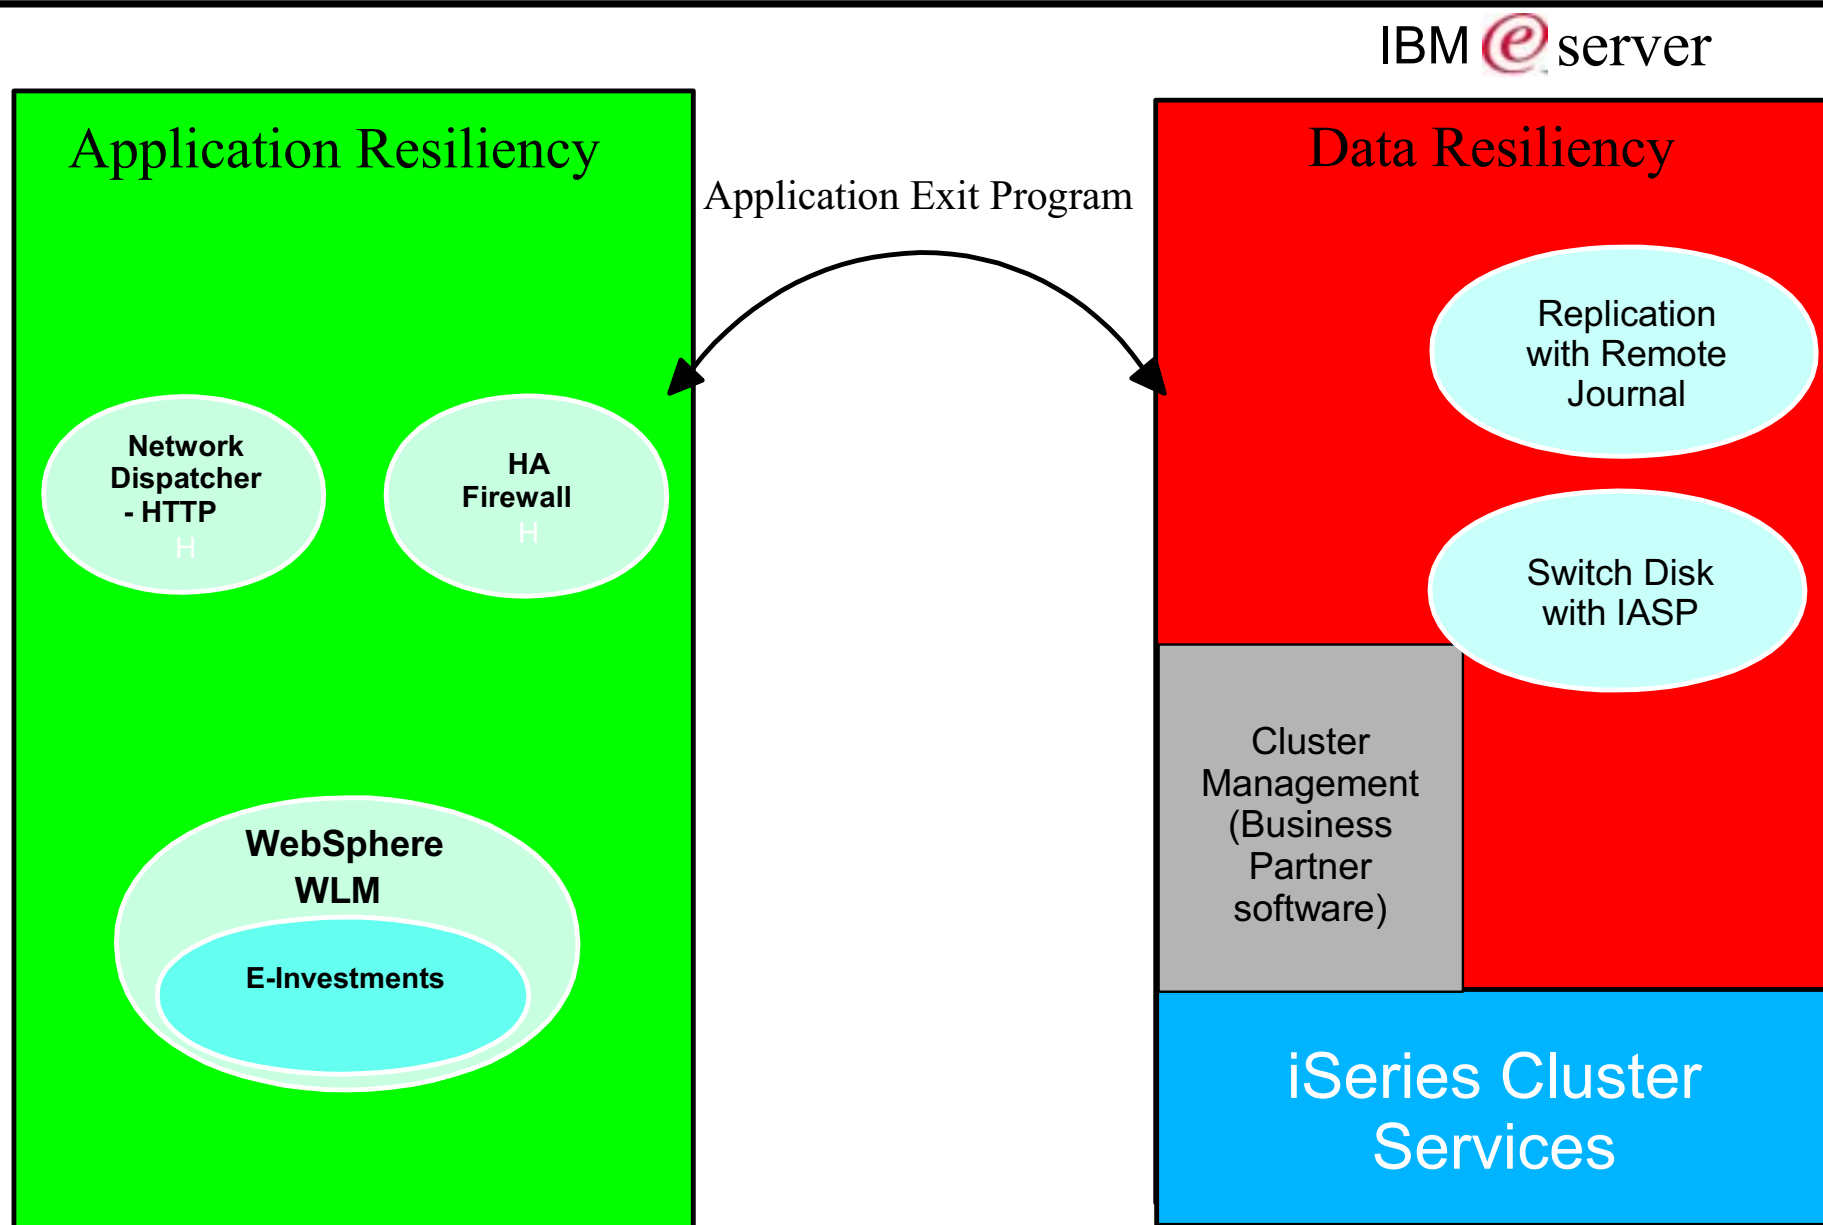 IBM e server
Application Resiliency
Application Exit Program
Data Resiliency
Replication
with Remote
Journal
Network
Dispatcher
- HTTP
H
HA
Firewall
H
Switch Disk
with IASP
Cluster
Management
(Business
Partner
software)
WebSphere
WLM
E-Investments
iSeries Cluster
Services